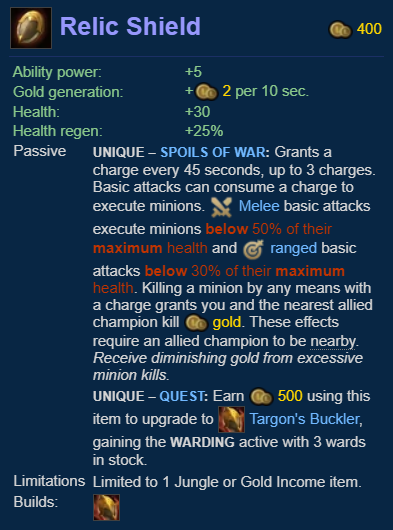 Relic Shield 400
Ability power: +5
Gold generation: + 2 per 10 sec.
Health: +30
Health regen: +25%
Passive UNIQUE – SPOILS OF WAR: Grants a
charge every 45 seconds, up to 3 charges.
Basic attacks can consume a charge to
execute minions. Melee basic attacks
execute minions below 50% of their
maximum health and ranged basic
attacks below 30% of their maximum
health. Killing a minion by any means with
a charge grants you and the nearest allied
champion kill gold. These effects
require an allied champion to be nearby.
Receive diminishing gold from excessive
minion kills.
UNIQUE – QUEST: Earn 500 using this
item to upgrade to Targon's Buckler,
gaining the WARDING active with 3 wards
in stock.
Limitations Limited to 1 Jungle or Gold Income item.
Builds: